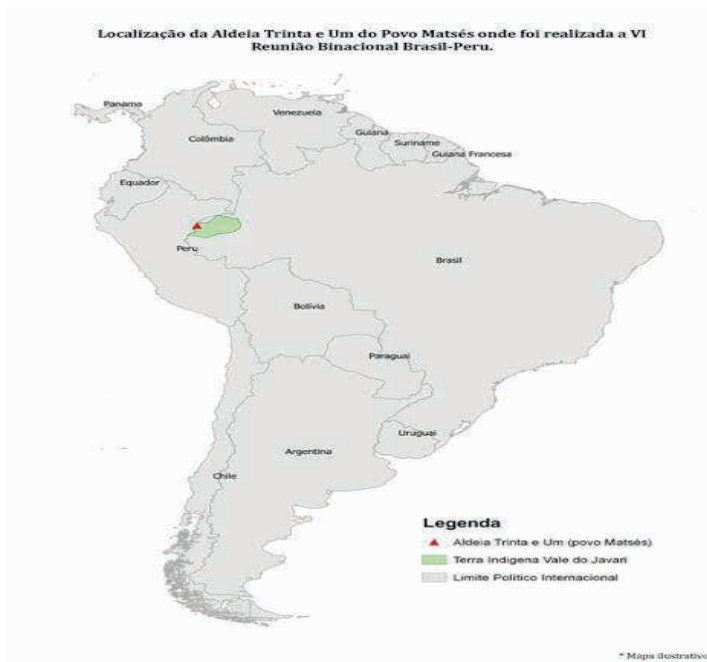 Localização da Aldeia Trinta e Um do Povo Matsés onde foi realizada a VI
Reunião Binacional Brasil-Peru.
Panama
Venezuela
Colômbia
Guiana
Suriname
Guiana Francesa
Equador
Peru
Brasil
Bolívia
Paraguai
Uruguai
Argentina
Chile
Legenda
Aldeia Trinta e Um (povo Matsés)
Terra Indigena Vale do Javari
Limite Político Internacional
* Mapa ilustrativo